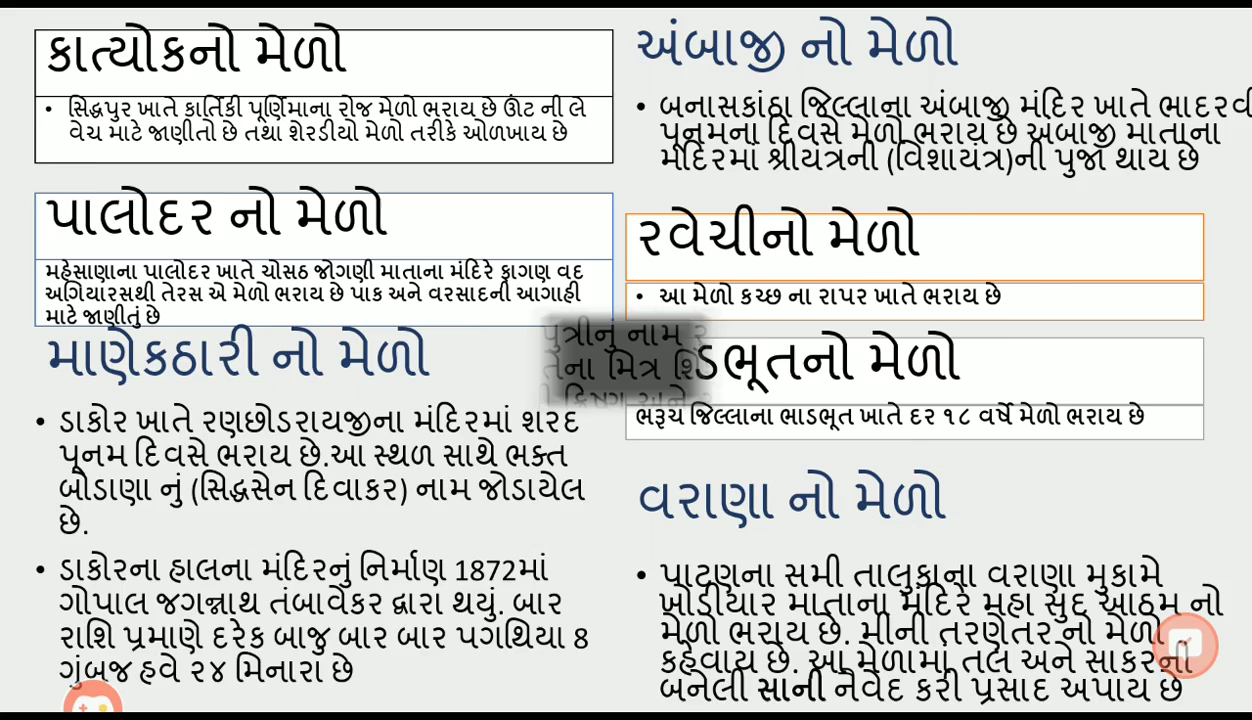 કાત્યોકનો મેળો
• સિદ્ધપુર ખાતે કાર્તિકી પૂર્ણિમાના રોજ મેળો ભરાય છે ઊંટ ની લે
વેચ માટે જાણીતો છે તથા શેરડીયો મેળો તરીકે ઓળખાય છે
પાલોદર નો મેળો
મહેસાણાના પાલોદર ખાતે ચોસઠ જોગણી માતાના મંદિરે ફાગણ વદ
અગિયારસથી તેરસ એ મેળો ભરાય છે પાક અને વરસાદની આગાહી
માટે જાણીતું છે
માણેકઠારી નો મેળો
• ડાકોર ખાતે રણછોડરાયજીના મંદિરમાં શરદ
પૂનમ દિવસે ભરાય છે.આ સ્થળ સાથે ભક્ત
બોડાણા નું (સિદ્ધસેન દિવાકર) નામ જોડાયેલ
છે.
• ડાકોરના હાલના મંદિરનું નિર્માણ 1872માં
ગોપાલ જગન્નાથ તંબાવેકર દ્વારા થયું. બાર
રાશિ પ્રમાણે દરેક બાજુ બાર બાર પગથિયા 8
ગુંબજ હવે ૨૪ મિનારા છે
અંબાજી નો મેળો
• બનાસકાંઠા જિલ્લાના અંબાજી મંદિર ખાતે ભાદરવી
પૂનમના દિવસે મેળો ભરાય છે અંબાજી માતાના
મંદિરમાં શ્રીયંત્રની (વિશાયંત્ર)ની પુજા થાય છે
રવેચીનો મેળો
• આ મેળો કચ્છ ના રાપર ખાતે ભરાય છે
પુત્રીનું નામ
તેના મિત્ર
ડભૂતનો મેળો
ભરૂચ જિલ્લાના ભાડભૂત ખાતે દર ૧૮ વર્ષે મેળો ભરાય છે
વરાણા નો મેળો
• પાટણના સમી તાલુકાના વરાણા મુકામે
ખોડીયાર માતાના મંદિરે મહા સુદ આઠમ નો
મેળો ભરાય છે. મીની તરણેતર નો મેળો
કહેવાય છે. આ મેળામાં તલ અને સાકરની
બનેલી સાની નૈવેદ કરી પ્રસાદ અપાય છે